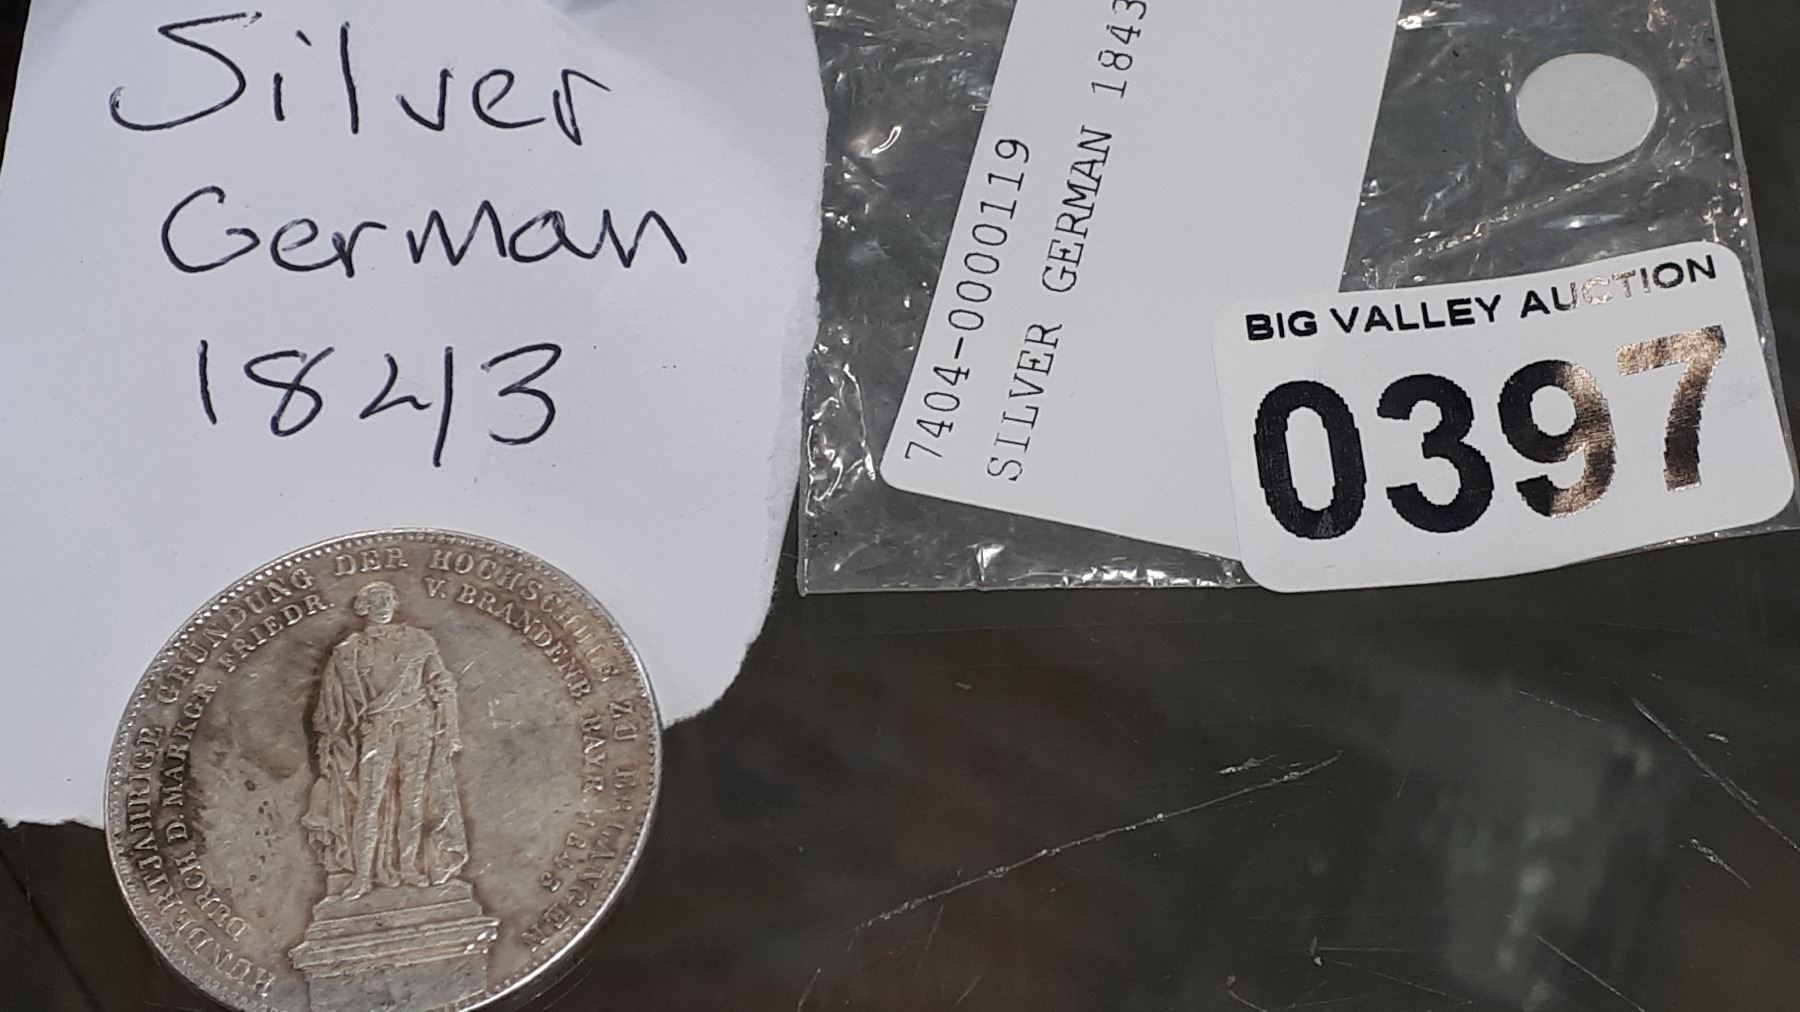 Silver
German
1843
7404-0000119
SILVER GERMAN 1843
BIG VALLEY AUCTION
0397
HUNDERTJÄHRIGE GRÜNDUNG DER HOCHSCHULE ZU ERLANGEN
DURCH D. MARKGR. FRIEDR. V. BRANDENB. BAYR. 1843